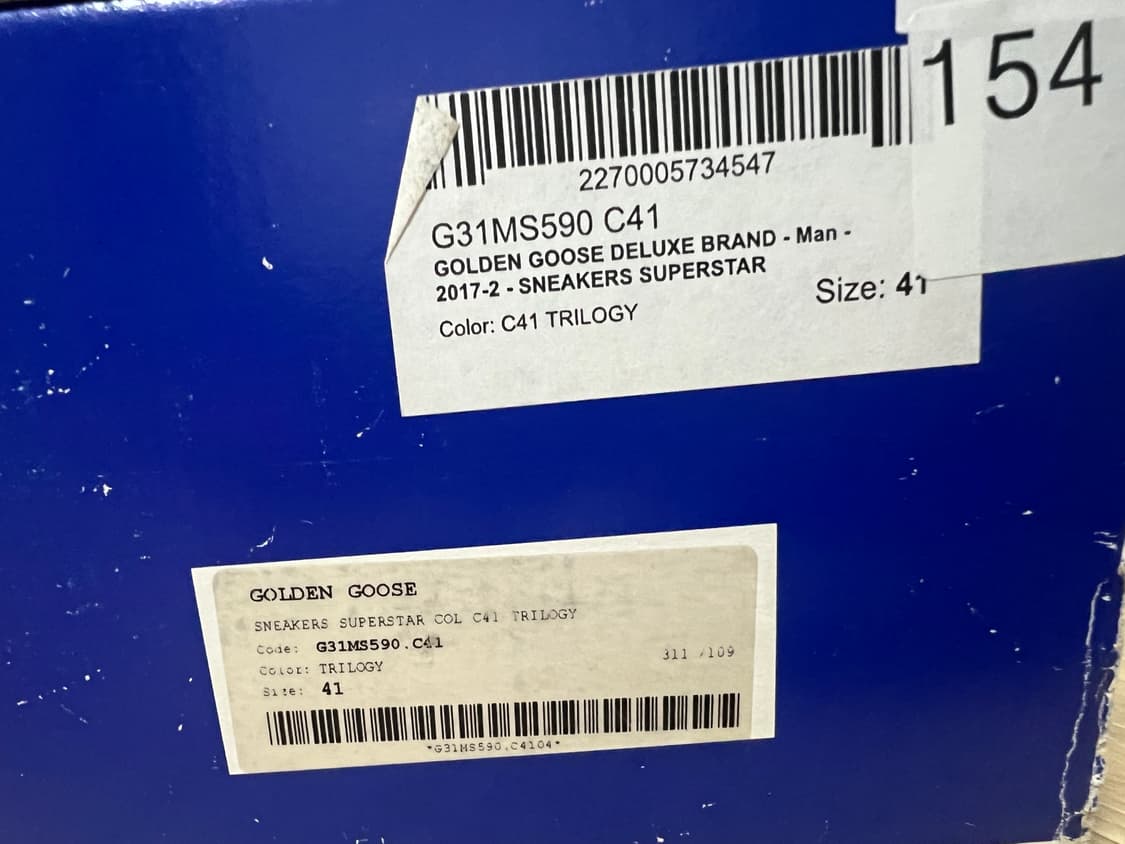 154
2270005734547
G31MS590 C41
GOLDEN GOOSE DELUXE BRAND - Man -
2017-2 - SNEAKERS SUPERSTAR
Color: C41 TRILOGY
Size: 41
GOLDEN GOOSE
SNEAKERS SUPERSTAR COL C41 TRILOGY
Code: G31MS590.C41
Color: TRILOGY
311 /109
Size: 41
*G31MS590.C4104*